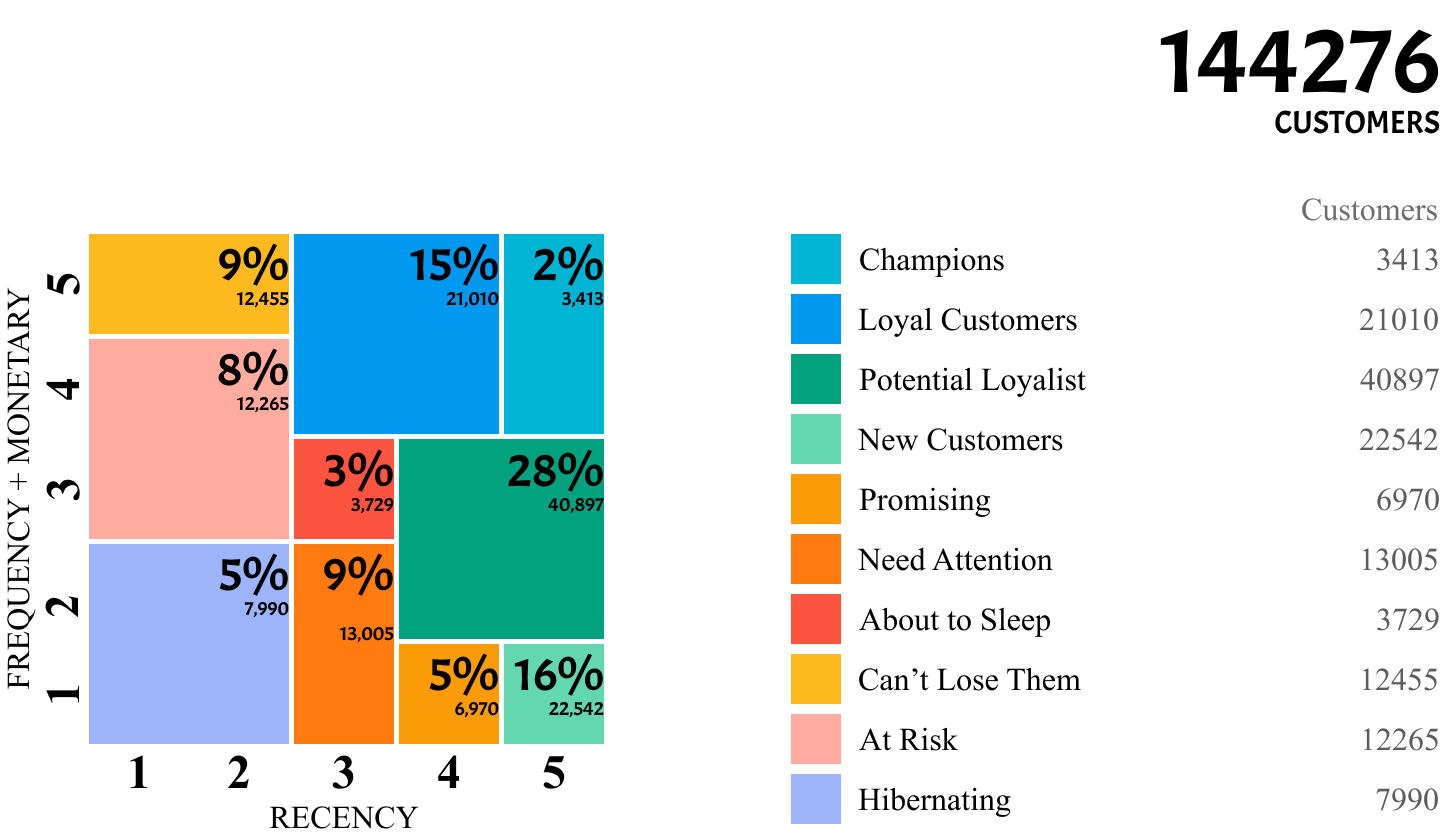 144276
CUSTOMERS
Customers
Champions 3413
Loyal Customers 21010
Potential Loyalist 40897
New Customers 22542
Promising 6970
Need Attention 13005
About to Sleep 3729
Can’t Lose Them 12455
At Risk 12265
Hibernating 7990
FREQUENCY + MONETARY
5
4
3
2
1
9%
12,455
15%
21,010
2%
3,413
8%
12,265
3%
3,729
28%
40,897
5%
7,990
9%
13,005
5%
6,970
16%
22,542
1 2 3 4 5
RECENCY